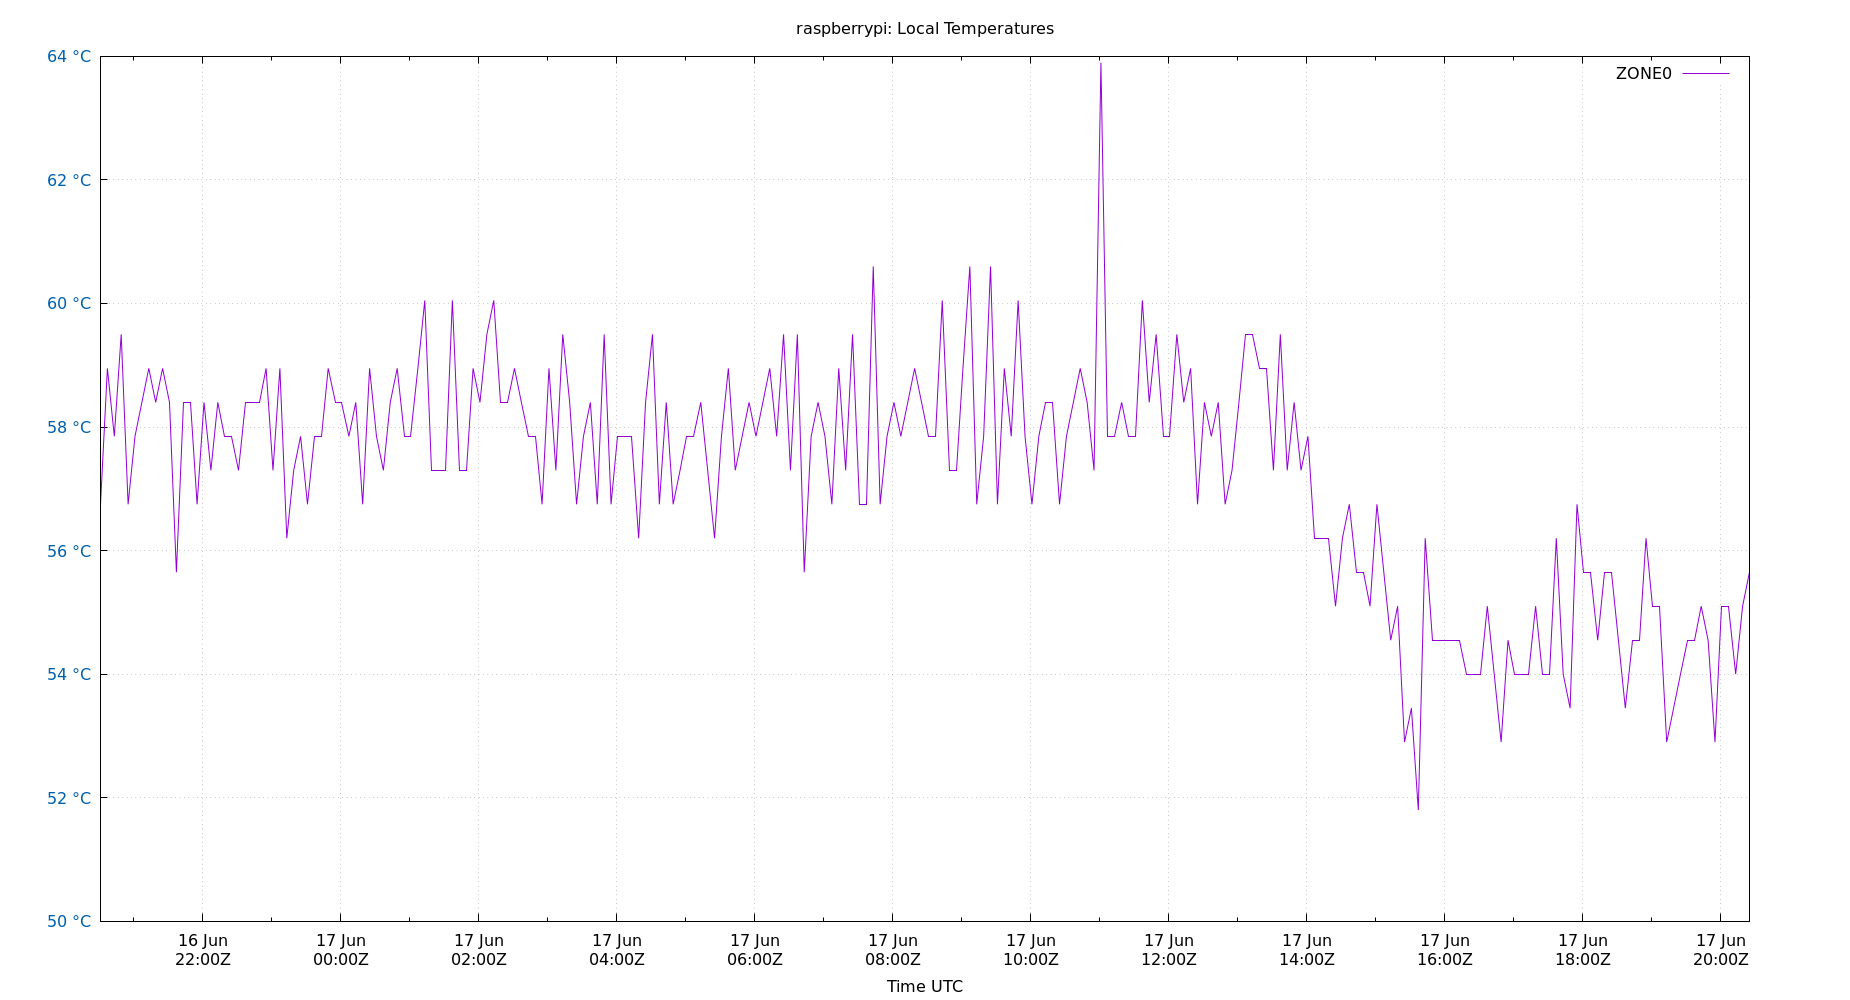 raspberrypi: Local Temperatures
ZONE0
64 °C
62 °C
60 °C
58 °C
56 °C
54 °C
52 °C
50 °C
16 Jun 17 Jun 17 Jun 17 Jun 17 Jun 17 Jun 17 Jun 17 Jun 17 Jun 17 Jun 17 Jun 17 Jun
22:00Z 00:00Z 02:00Z 04:00Z 06:00Z 08:00Z 10:00Z 12:00Z 14:00Z 16:00Z 18:00Z 20:00Z
Time UTC